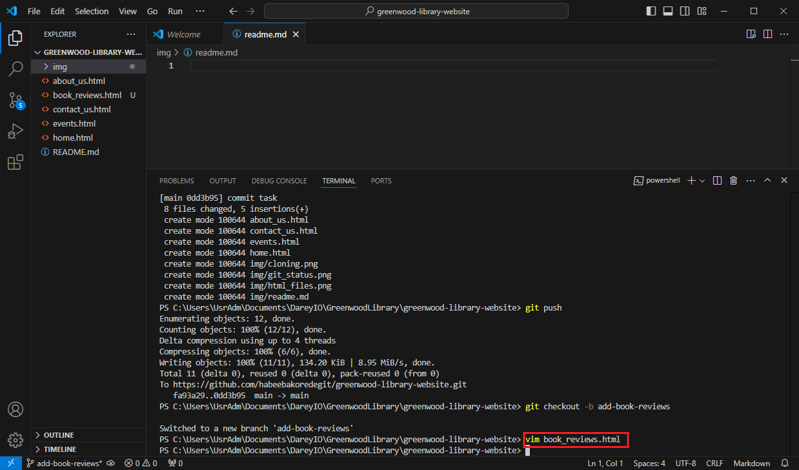 File Edit Selection View Go Run ···
greenwood-library-website
EXPLORER ···
GREENWOOD-LIBRARY-WE...
img
about_us.html
book_reviews.html U
contact_us.html
events.html
home.html
README.md
5
OUTLINE
TIMELINE
Welcome
readme.md
img > readme.md
1
PROBLEMS OUTPUT DEBUG CONSOLE TERMINAL PORTS
powershell
[main 0dd3b95] commit task
8 files changed, 5 insertions(+)
create mode 100644 about_us.html
create mode 100644 contact_us.html
create mode 100644 events.html
create mode 100644 home.html
create mode 100644 img/cloning.png
create mode 100644 img/git_status.png
create mode 100644 img/html_files.png
create mode 100644 img/readme.md
PS C:\Users\UsrAdm\Documents\DareyIO\GreenwoodLibrary\greenwood-library-website> git push
Enumerating objects: 12, done.
Counting objects: 100% (12/12), done.
Delta compression using up to 4 threads
Compressing objects: 100% (6/6), done.
Writing objects: 100% (11/11), 134.20 KiB | 8.95 MiB/s, done.
Total 11 (delta 0), reused 0 (delta 0), pack-reused 0 (from 0)
To https://github.com/habeebakoredegit/greenwood-library-website.git
fa93a29..0dd3b95 main -> main
PS C:\Users\UsrAdm\Documents\DareyIO\GreenwoodLibrary\greenwood-library-website> git checkout -b add-book-reviews
Switched to a new branch 'add-book-reviews'
PS C:\Users\UsrAdm\Documents\DareyIO\GreenwoodLibrary\greenwood-library-website> vim book_reviews.html
PS C:\Users\UsrAdm\Documents\DareyIO\GreenwoodLibrary\greenwood-library-website>
add-book-reviews* 0 0 0 Ln 1, Col 1 Spaces: 4 UTF-8 CRLF Markdown